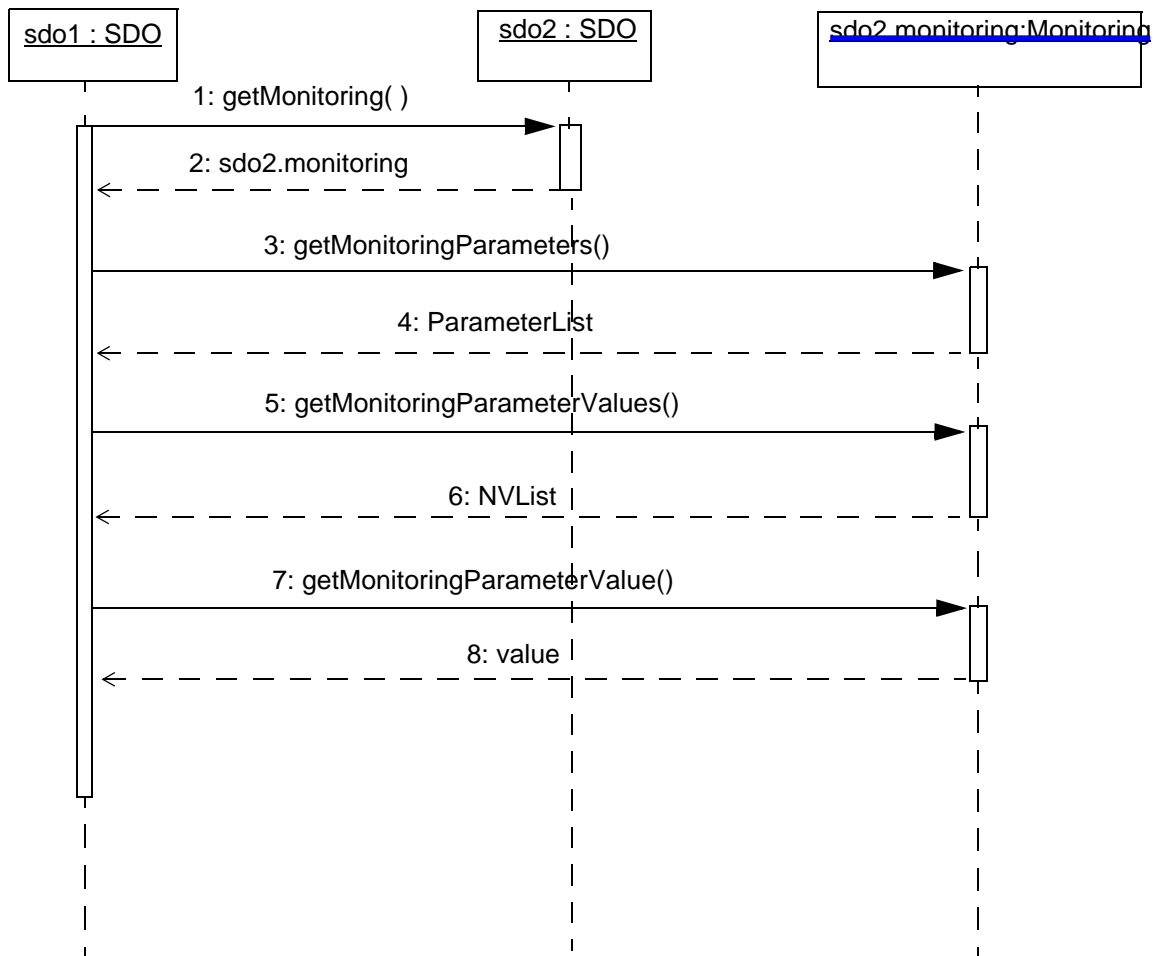 sdo1 : SDO
sdo2 : SDO
sdo2.monitoring:Monitoring
1: getMonitoring( )
2: sdo2.monitoring
3: getMonitoringParameters()
4: ParameterList
5: getMonitoringParameterValues()
6: NVList
7: getMonitoringParameterValue()
8: value